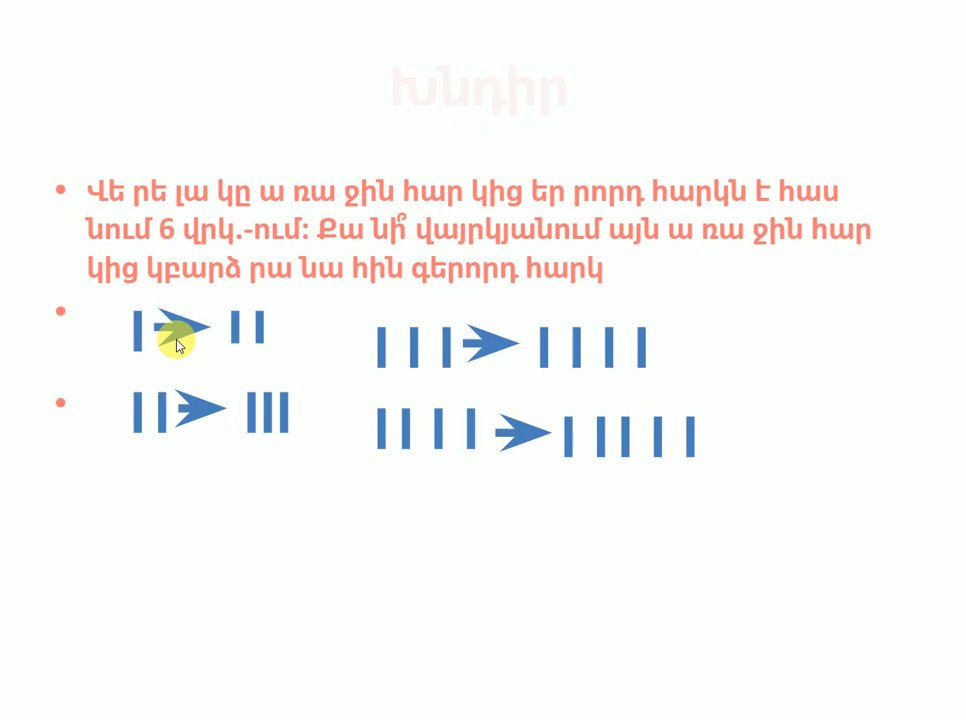 Խնդիր
Վե րե լա կը ա ռա ջին հար կից եր րորդ հարկն է հաս
նում 6 վրկ.-ում: Քա նի՞ վայրկյանում այն ա ռա ջին հար
կից կբարձ րա նա հին գերորդ հարկ